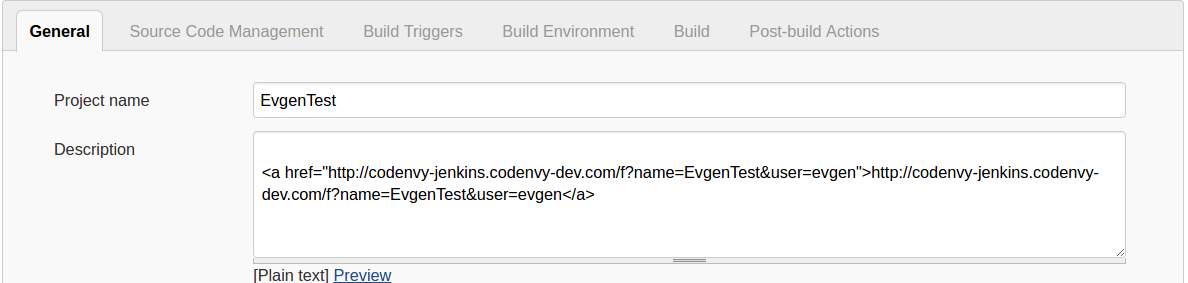 General Source Code Management Build Triggers Build Environment Build Post-build Actions
Project name EvgenTest
Description
<a href="http://codenvy-jenkins.codenvy-dev.com/f?name=EvgenTest&user=evgen">http://codenvy-jenkins.codenvy-
dev.com/f?name=EvgenTest&user=evgen</a>
[Plain text] Preview